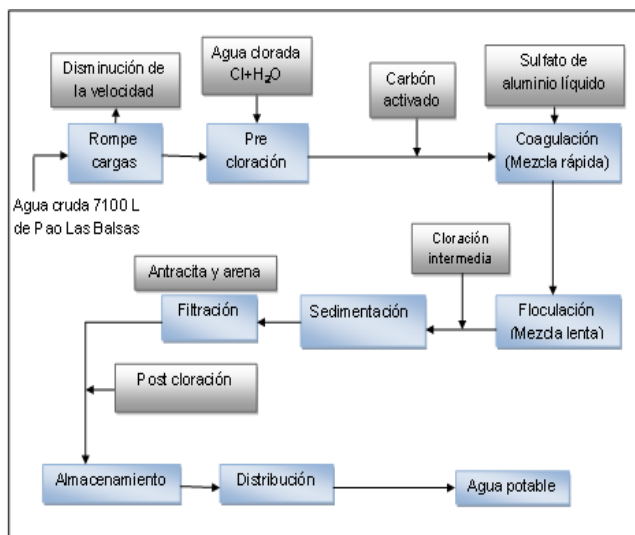 Disminución de
la velocidad
Agua clorada
Cl+H₂O
Carbón
activado
Sulfato de
aluminio líquido
Rompe
cargas
Pre
cloración
Coagulación
(Mezcla rápida)
Agua cruda 7100 L
de Pao Las Balsas
Cloración
intermedia
Antracita y arena
Filtración
Sedimentación
Floculación
(Mezcla lenta)
Post cloración
Almacenamiento
Distribución
Agua potable